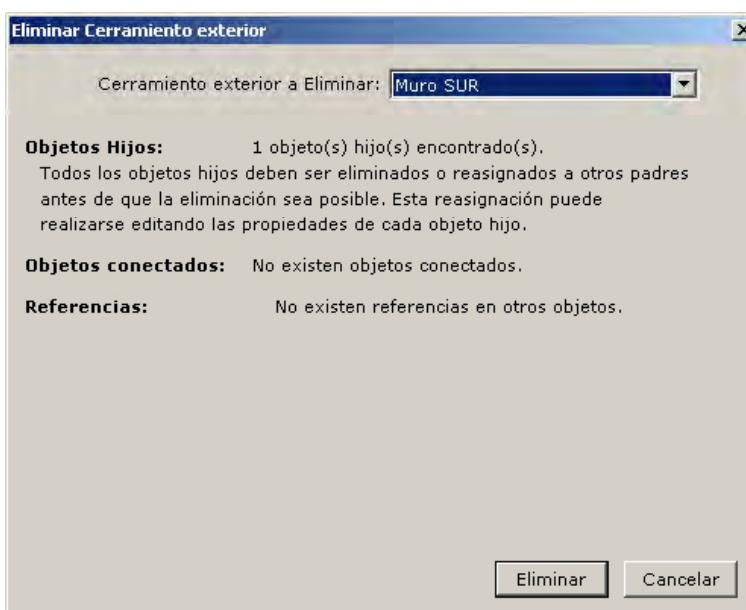 Eliminar Cerramiento exterior
Cerramiento exterior a Eliminar: Muro SUR
Objetos Hijos: 1 objeto(s) hijo(s) encontrado(s).
Todos los objetos hijos deben ser eliminados o reasignados a otros padres
antes de que la eliminación sea posible. Esta reasignación puede
realizarse editando las propiedades de cada objeto hijo.
Objetos conectados: No existen objetos conectados.
Referencias: No existen referencias en otros objetos.
Eliminar Cancelar